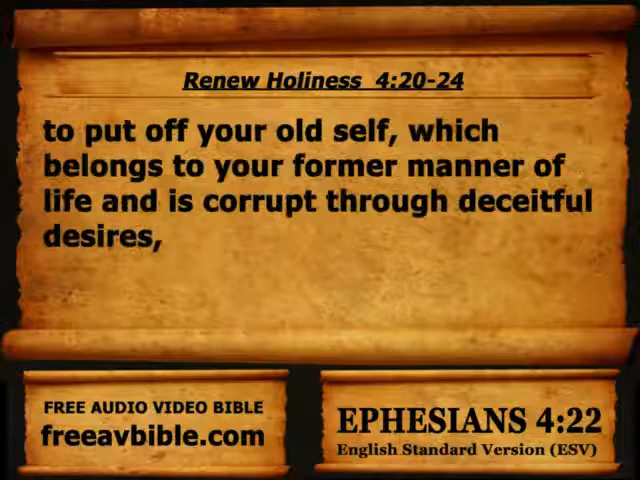 Renew Holiness 4:20-24
to put off your old self, which
belongs to your former manner of
life and is corrupt through deceitful
desires,
FREE AUDIO VIDEO BIBLE
freeavbible.com
EPHESIANS 4:22
English Standard Version (ESV)